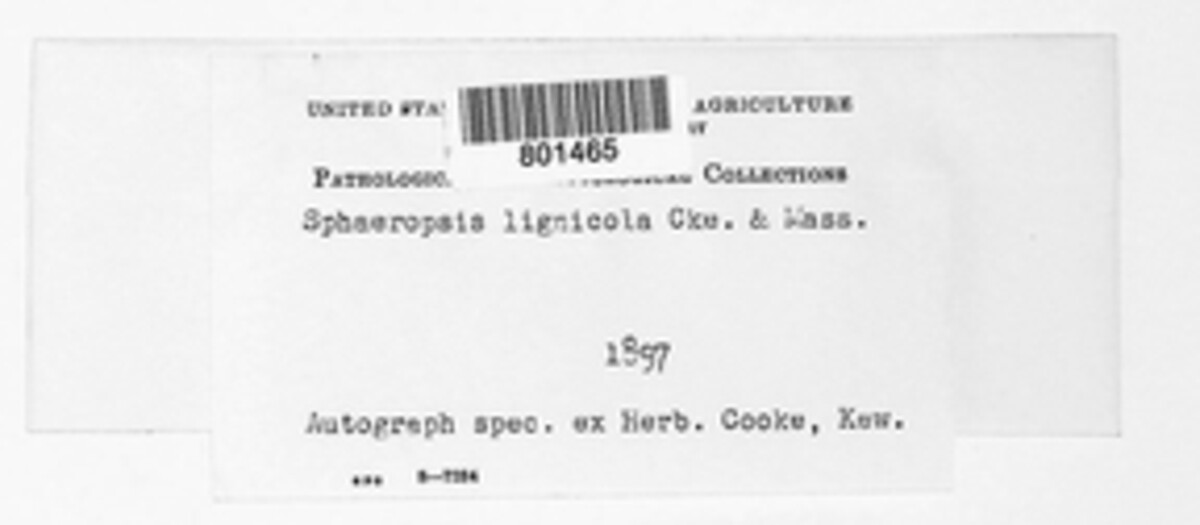 UNITED STA AGRICULTURE
801465
PATHOLOGIC COLLECTIONS
Sphaeropsis lignicola Cke. & Mass.
1897
Autograph spec. ex Herb. Cooke, Kew.